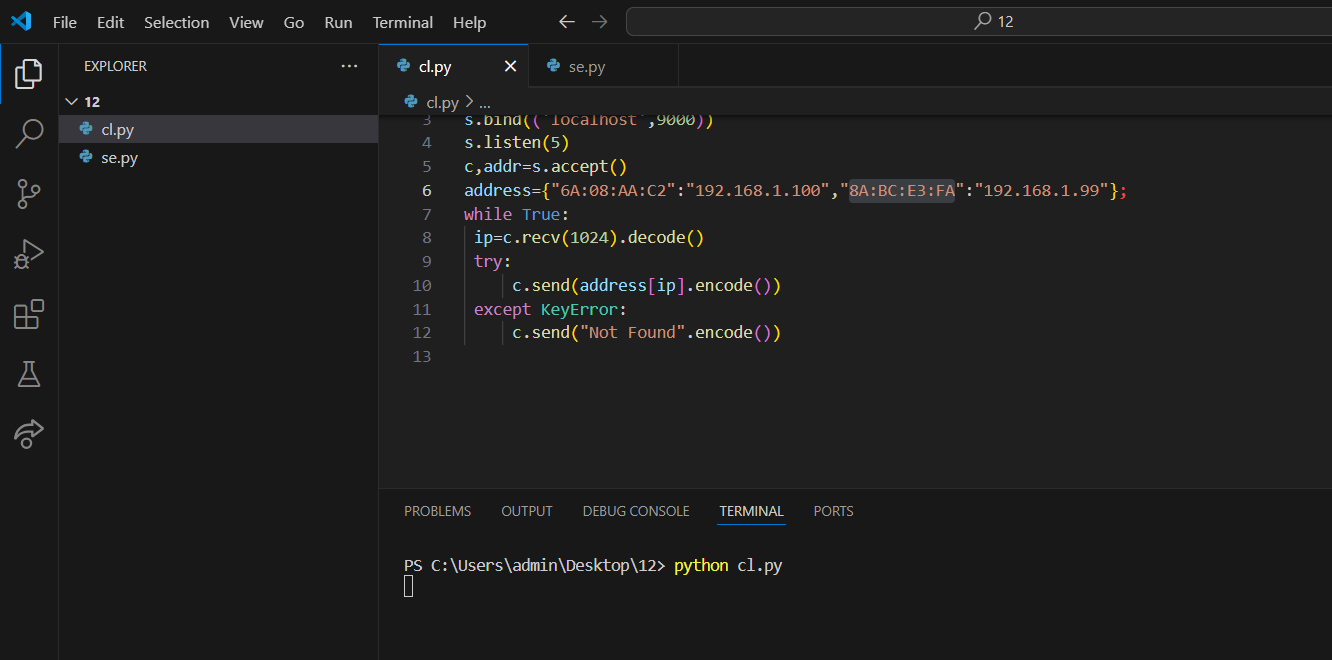 File Edit Selection View Go Run Terminal Help
12
EXPLORER
12
cl.py
se.py
cl.py se.py
cl.py > ...
3 s.bind(('localhost',9000))
4 s.listen(5)
5 c,addr=s.accept()
6 address={"6A:08:AA:C2":"192.168.1.100","8A:BC:E3:FA":"192.168.1.99"};
7 while True:
8 ip=c.recv(1024).decode()
9 try:
10 c.send(address[ip].encode())
11 except KeyError:
12 c.send("Not Found".encode())
13
PROBLEMS OUTPUT DEBUG CONSOLE TERMINAL PORTS
PS C:\Users\admin\Desktop\12> python cl.py